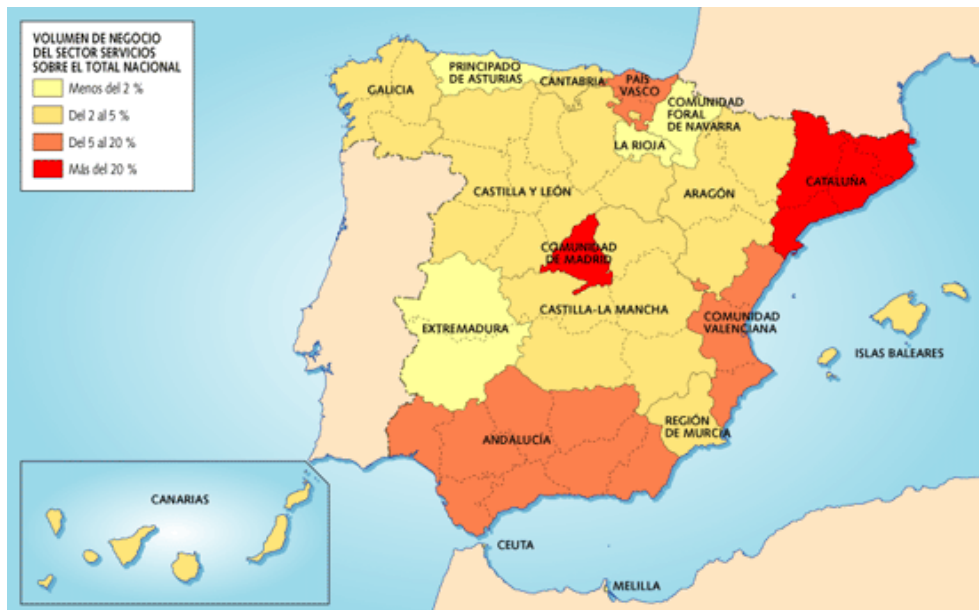 VOLUMEN DE NEGOCIO
DEL SECTOR SERVICIOS
SOBRE EL TOTAL NACIONAL
Menos del 2 %
Del 2 al 5 %
Del 5 al 20 %
Más del 20 %
GALICIA
PRINCIPADO
DE ASTURIAS
CANTABRIA
PAÍS
VASCO
COMUNIDAD
FORAL
DE NAVARRA
LA RIOJA
CASTILLA Y LEÓN
ARAGÓN
CATALUÑA
COMUNIDAD
DE MADRID
CASTILLA-LA MANCHA
EXTREMADURA
COMUNIDAD
VALENCIANA
ISLAS BALEARES
ANDALUCÍA
REGIÓN
DE MURCIA
CANARIAS
CEUTA
MELILLA